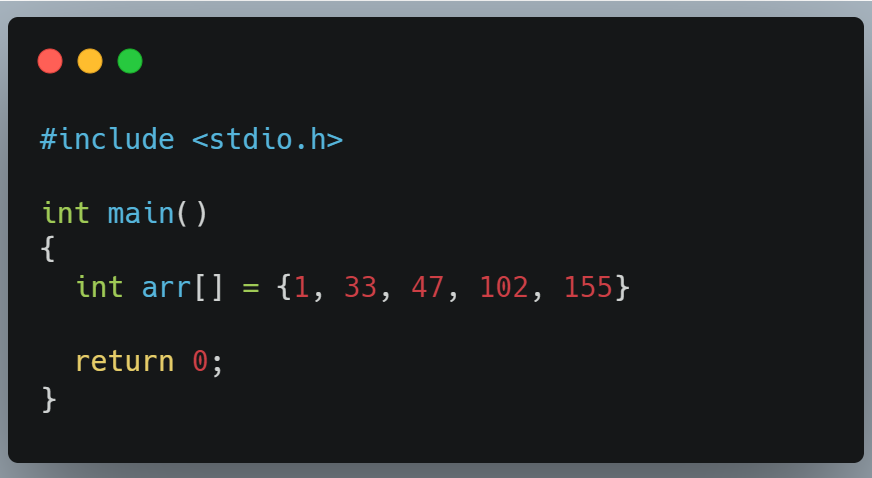 #include <stdio.h>
int main()
{
int arr[] = {1, 33, 47, 102, 155}
return 0;
}